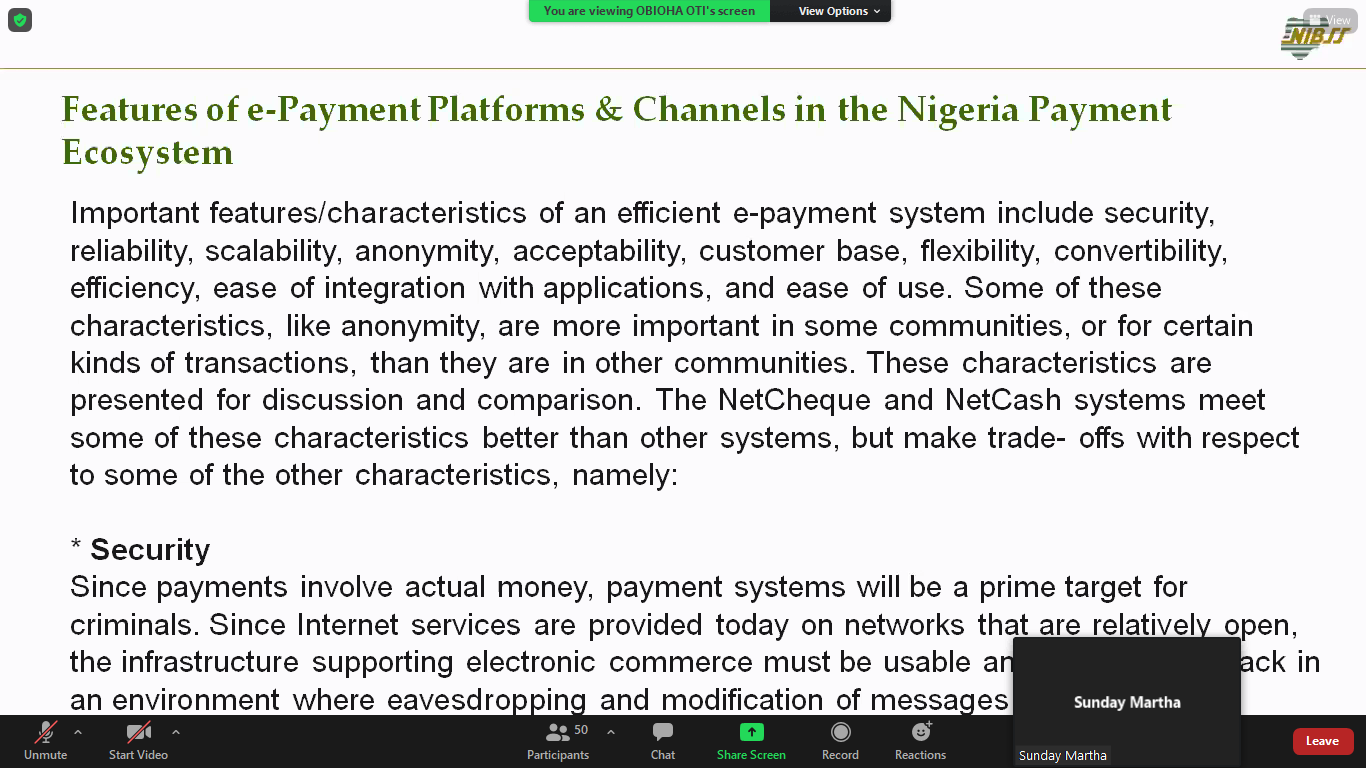 You are viewing OBIOHA OTI's screen
View Options
View
NIBSS
Features of e-Payment Platforms & Channels in the Nigeria Payment
Ecosystem
Important features/characteristics of an efficient e-payment system include security,
reliability, scalability, anonymity, acceptability, customer base, flexibility, convertibility,
efficiency, ease of integration with applications, and ease of use. Some of these
characteristics, like anonymity, are more important in some communities, or for certain
kinds of transactions, than they are in other communities. These characteristics are
presented for discussion and comparison. The NetCheque and NetCash systems meet
some of these characteristics better than other systems, but make trade- offs with respect
to some of the other characteristics, namely:
* Security
Since payments involve actual money, payment systems will be a prime target for
criminals. Since Internet services are provided today on networks that are relatively open,
the infrastructure supporting electronic commerce must be usable in
an environment where eavesdropping and modification of messages
Sunday Martha
Sunday Martha
Unmute
Start Video
50
Participants
Chat
Share Screen
Record
Reactions
Leave